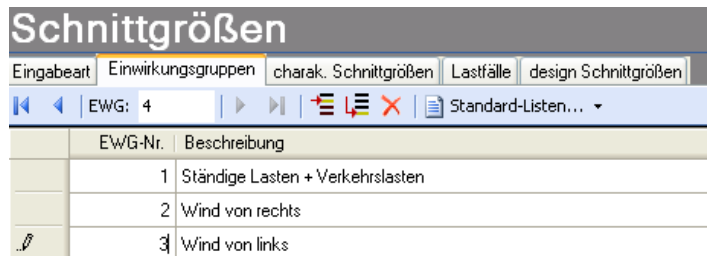 Schnittgrößen
Eingabeart Einwirkungsgruppen charak. Schnittgrößen Lastfälle design Schnittgrößen
EWG: 4 Standard-Listen...
EWG-Nr. Beschreibung
1 Ständige Lasten + Verkehrslasten
2 Wind von rechts
3 Wind von links